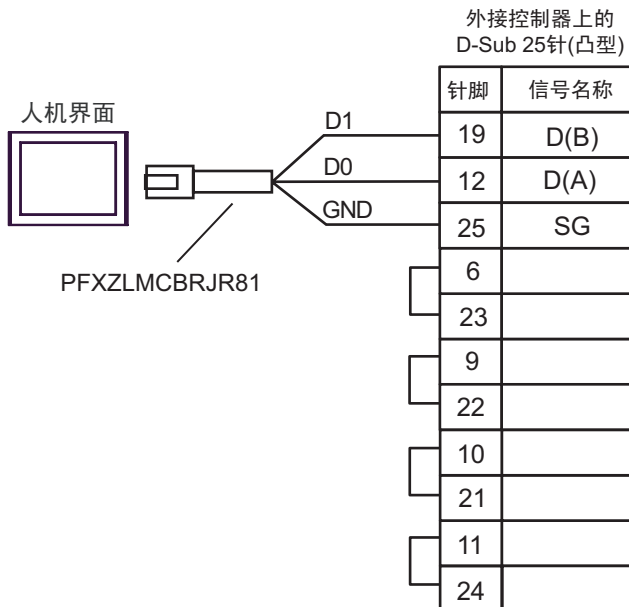 外接控制器上的
D-Sub 25针(凸型)
人机界面
针脚 信号名称
D1 19 D(B)
D0 12 D(A)
GND 25 SG
PFXZLMCBRJR81
6
23
9
22
10
21
11
24